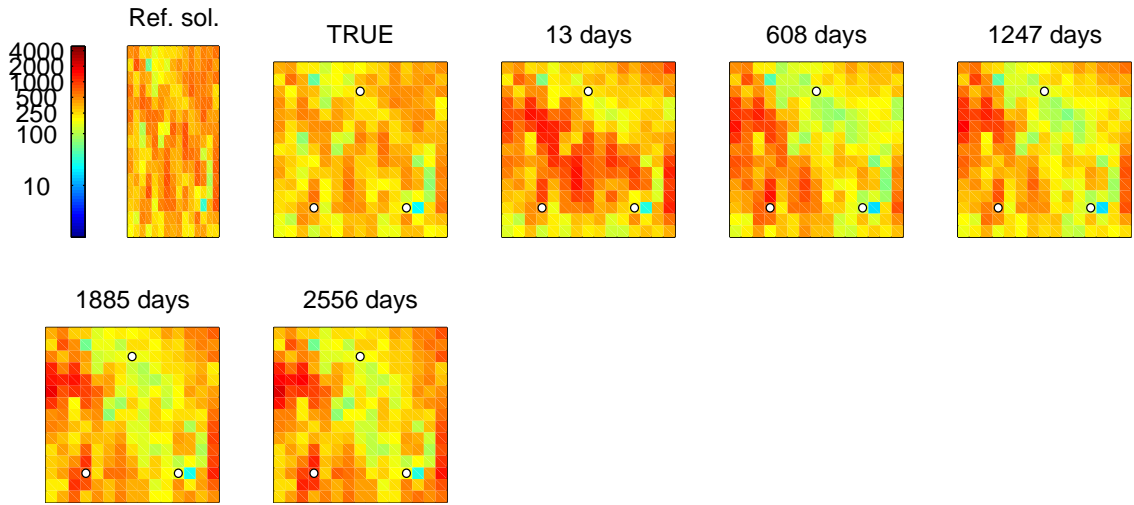 Ref. sol.
TRUE
13 days
608 days
1247 days
4000
2000
1000
500
250
100
10
1885 days
2556 days